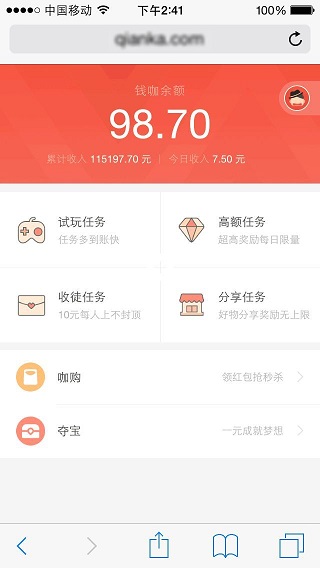 中国移动 下午2:41 100%
qianka.com
钱咖余额
98.70
累计收入 115197.70 元 | 今日收入 7.50 元
试玩任务 高额任务
任务多到账快 超高奖励每日限量
收徒任务 分享任务
10元每人上不封顶 好物分享奖励无上限
咖购 领红包抢秒杀
夺宝 一元成就梦想